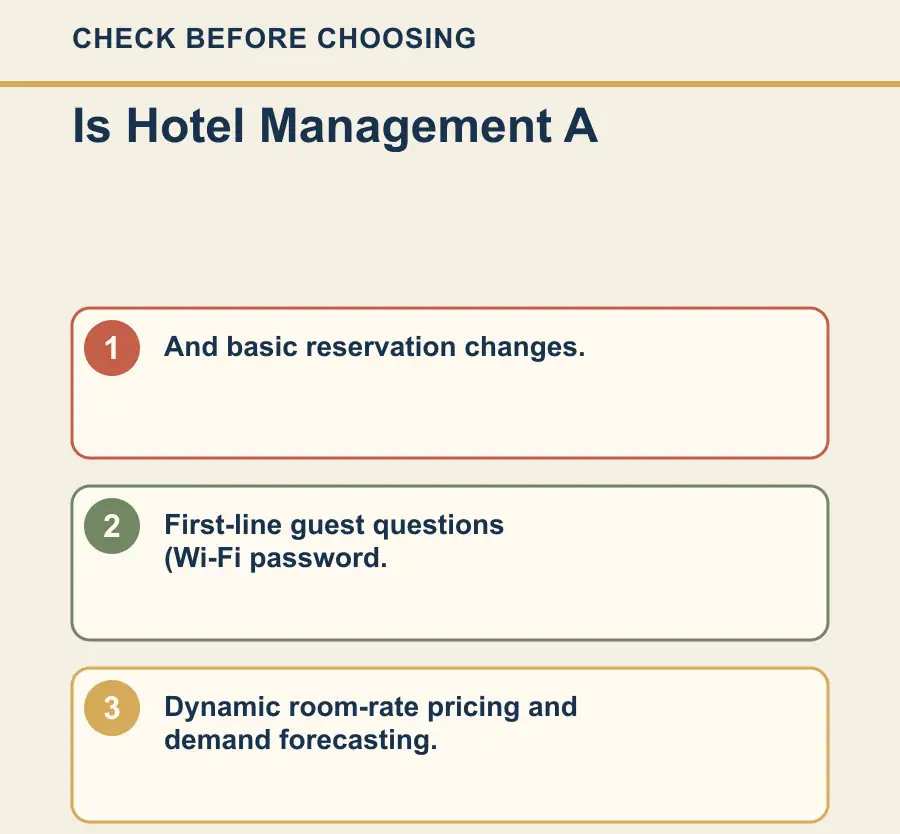 CHECK BEFORE CHOOSING
Is Hotel Management A
1
And basic reservation changes.
2
First-line guest questions
(Wi-Fi password.
3
Dynamic room-rate pricing and
demand forecasting.